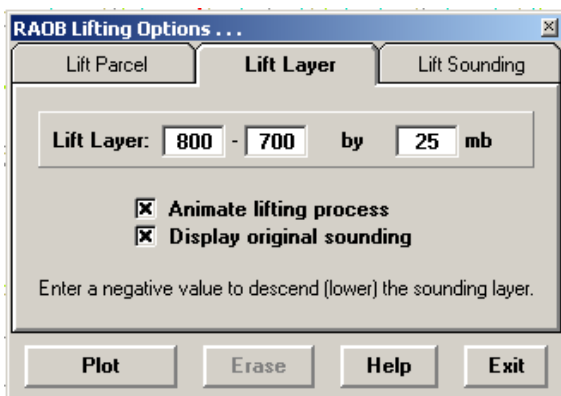 RAOB Lifting Options . . .
Lift Parcel Lift Layer Lift Sounding
Lift Layer: 800 - 700 by 25 mb
Animate lifting process
Display original sounding
Enter a negative value to descend (lower) the sounding layer.
Plot Erase Help Exit